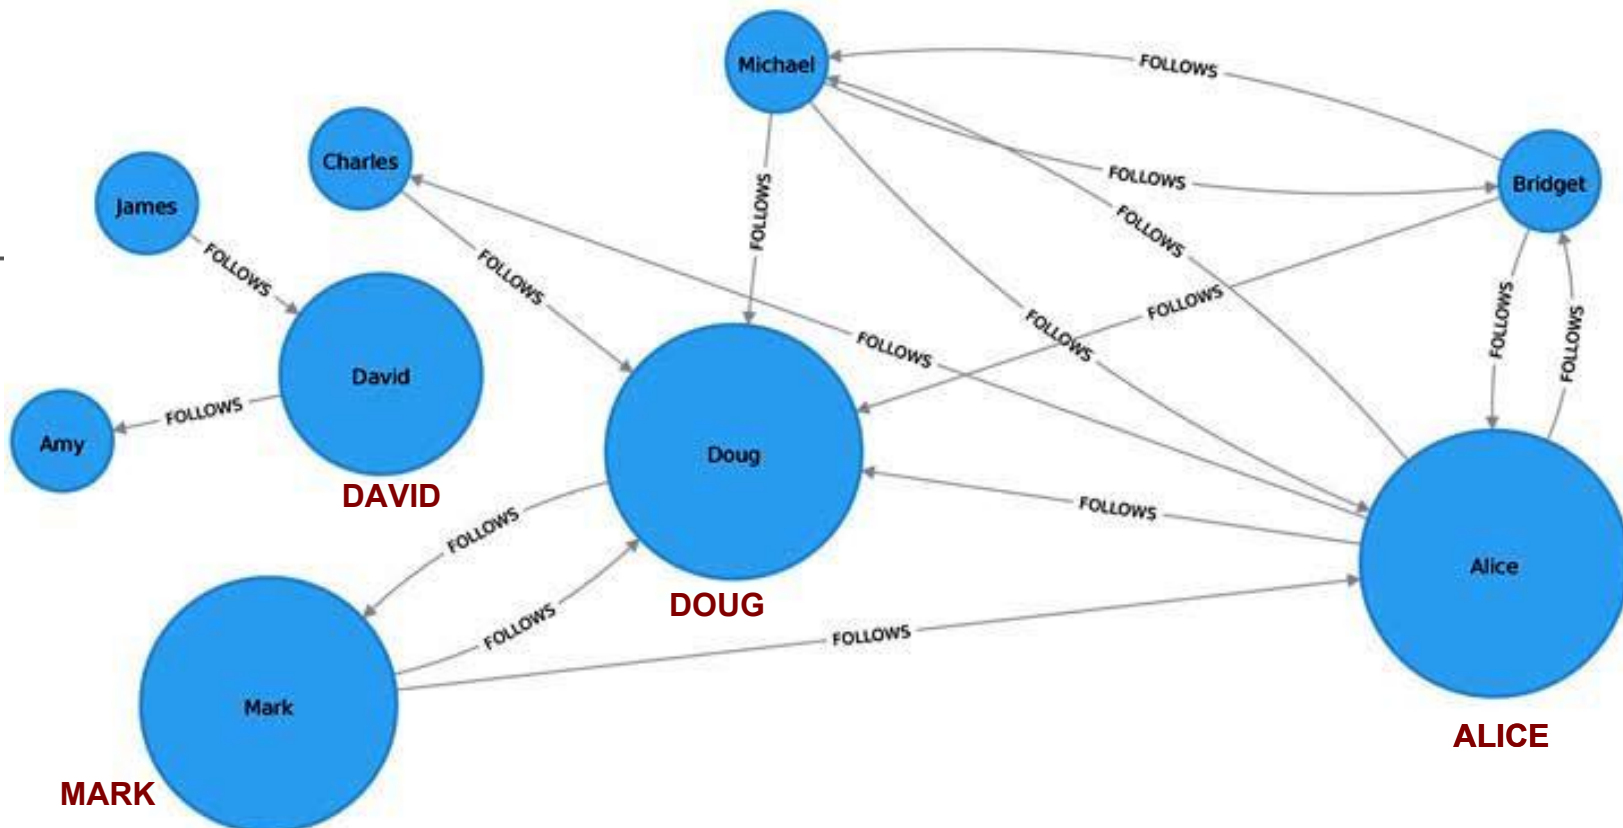 Michael
FOLLOWS
Charles
FOLLOWS
Bridget
James
FOLLOWS
FOLLOWS
FOLLOWS
FOLLOWS
FOLLOWS
FOLLOWS
FOLLOWS
FOLLOWS
FOLLOWS
FOLLOWS
David
FOLLOWS
Amy
Doug
DAVID
FOLLOWS
FOLLOWS
Alice
DOUG
FOLLOWS
FOLLOWS
Mark
ALICE
MARK